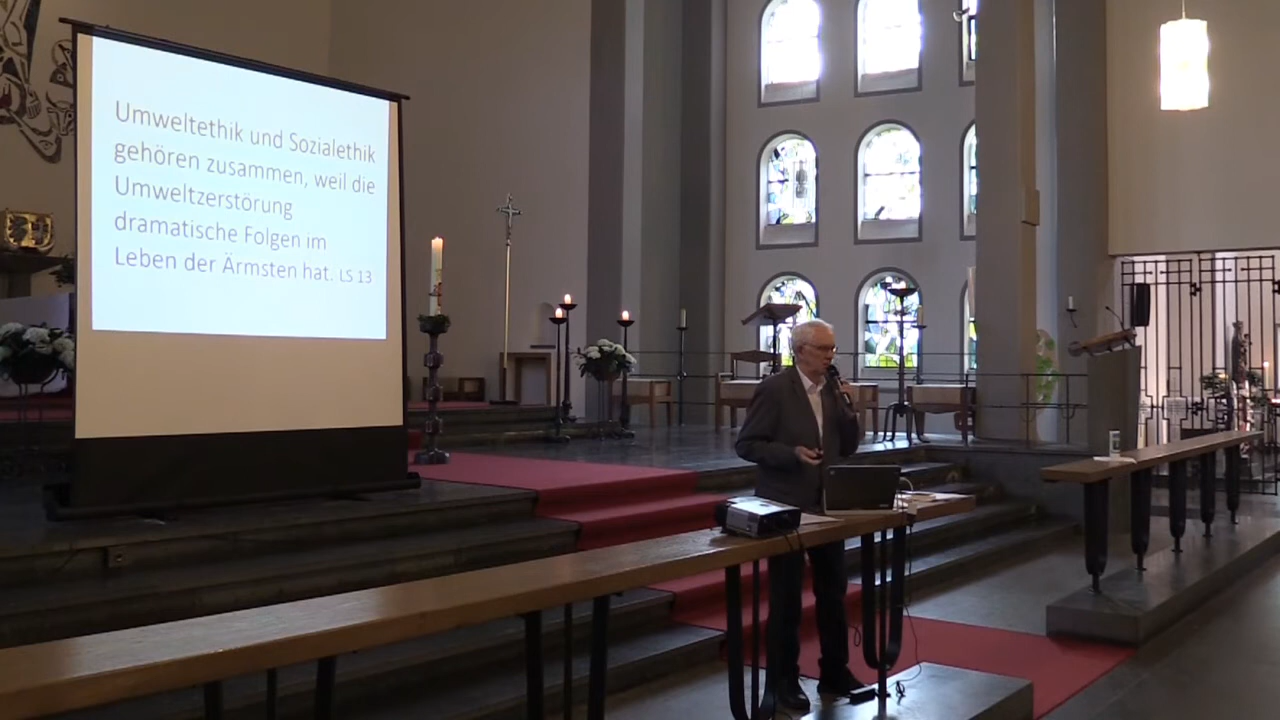 Umweltethik und Sozialethik
gehören zusammen, weil die
Umweltzerstörung
dramatische Folgen im
Leben der Ärmsten hat. LS 13